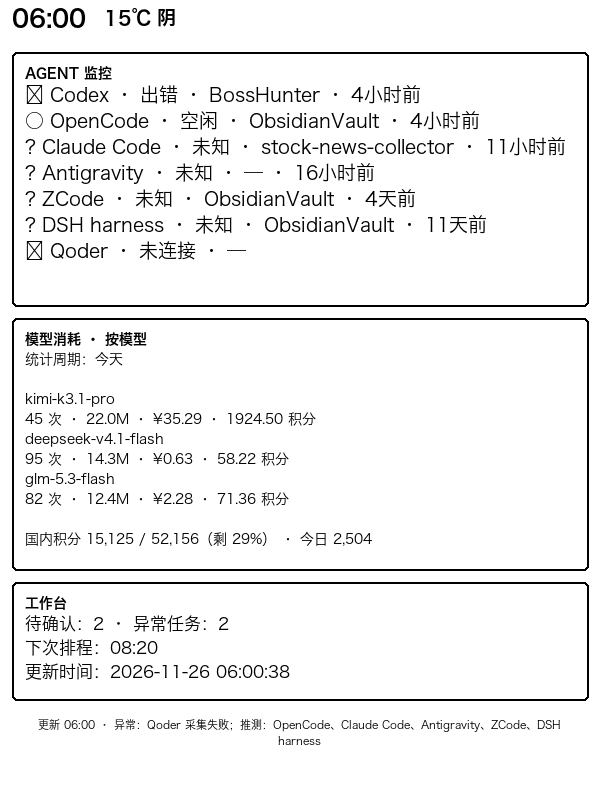 06:00 15℃ 阴
AGENT 监控
☒ Codex · 出错 · BossHunter · 4小时前
○ OpenCode · 空闲 · ObsidianVault · 4小时前
? Claude Code · 未知 · stock-news-collector · 11小时前
? Antigravity · 未知 · — · 16小时前
? ZCode · 未知 · ObsidianVault · 4天前
? DSH harness · 未知 · ObsidianVault · 11天前
☒ Qoder · 未连接 · —
模型消耗 · 按模型
统计周期：今天
kimi-k3.1-pro
45 次 · 22.0M · ¥35.29 · 1924.50 积分
deepseek-v4.1-flash
95 次 · 14.3M · ¥0.63 · 58.22 积分
glm-5.3-flash
82 次 · 12.4M · ¥2.28 · 71.36 积分
国内积分 15,125 / 52,156（剩 29%） · 今日 2,504
工作台
待确认：2 · 异常任务：2
下次排程：08:20
更新时间：2026-11-26 06:00:38
更新 06:00 · 异常：Qoder 采集失败；推测：OpenCode、Claude Code、Antigravity、ZCode、DSH
harness